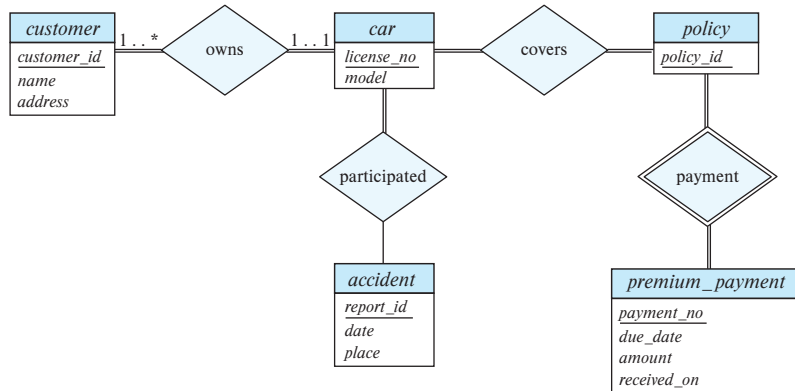 customer
customer_id
name
address
1 . . *
owns
1 . . 1
car
license_no
model
covers
policy
policy_id
participated
payment
accident
report_id
date
place
premium_payment
payment_no
due_date
amount
received_on